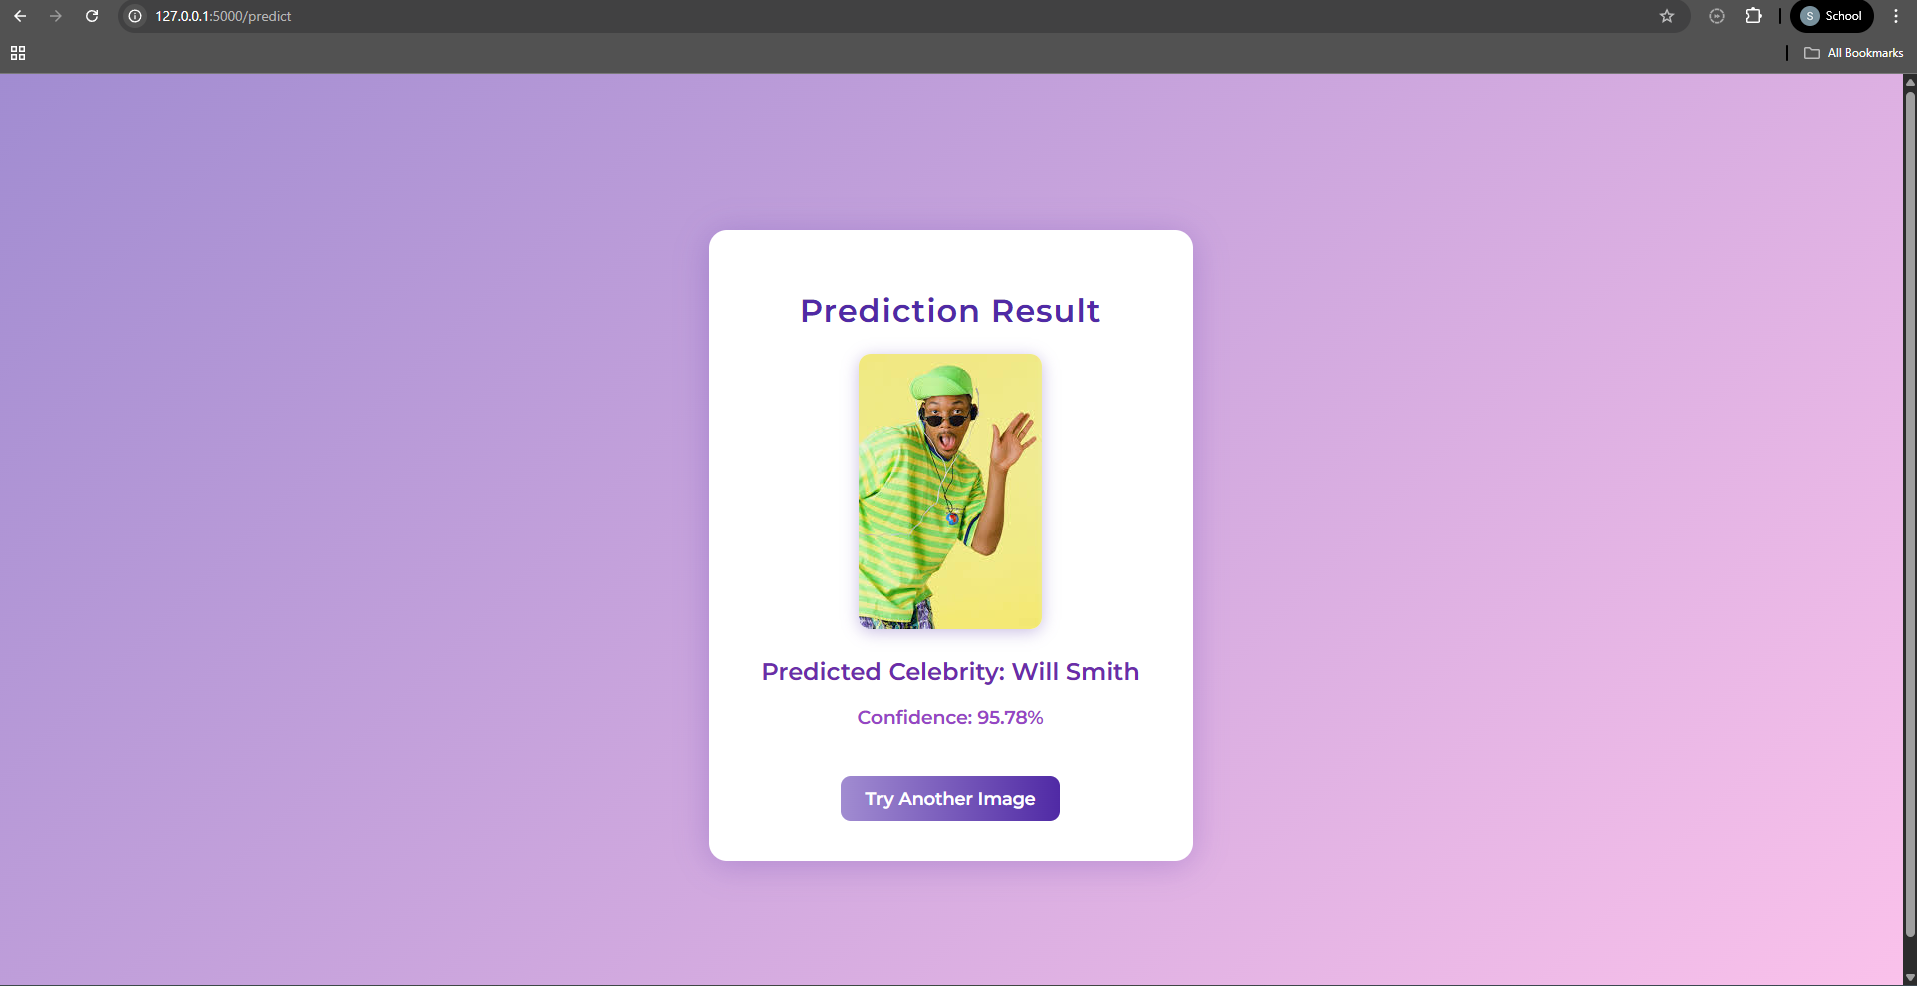 127.0.0.1:5000/predict
S School
All Bookmarks
Prediction Result
Predicted Celebrity: Will Smith
Confidence: 95.78%
Try Another Image